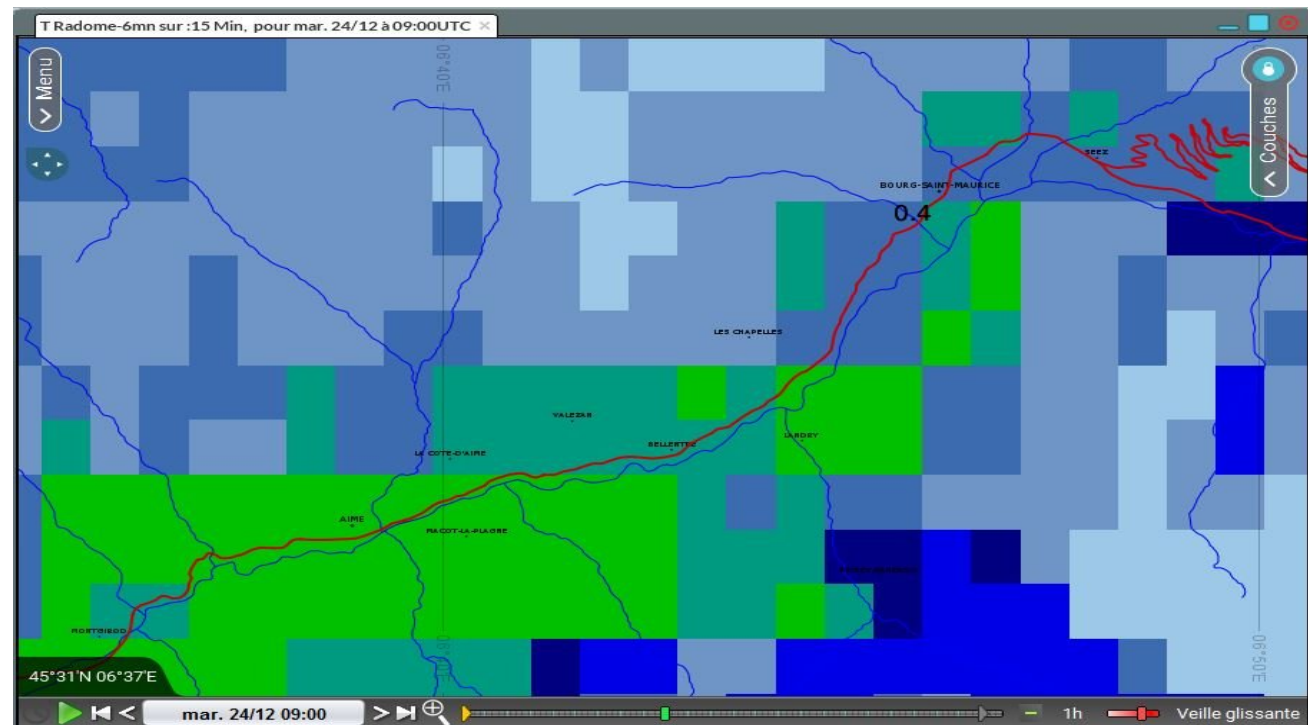 T Radome-6mn sur :15 Min, pour mar. 24/12 à 09:00UTC ×
> Menu
06°40'E
< Couches
SEEZ
BOURG-SAINT-MAURICE
0.4
LES CHAPELLES
VALEZAN
BELLENTRE
LANDRY
LA COTE-D'AIME
AIME
MACOT-LA-PLAGNE
06°50'E
45°31'N 06°37'E
mar. 24/12 09:00
1h
Veille glissante